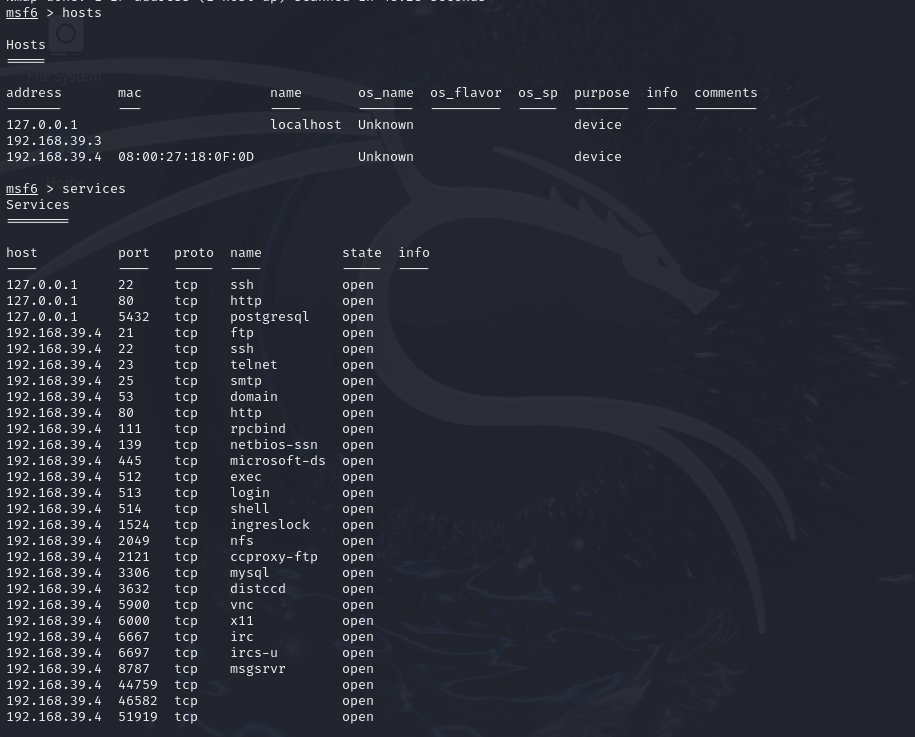 msf6 > hosts
Hosts
=====
address mac name os_name os_flavor os_sp purpose info comments
------- --- ---- ------- --------- ----- ------- ---- --------
127.0.0.1 localhost Unknown device
192.168.39.3
192.168.39.4 08:00:27:18:0F:0D Unknown device
msf6 > services
Services
========
host port proto name state info
---- ---- ----- ---- ----- ----
127.0.0.1 22 tcp ssh open
127.0.0.1 80 tcp http open
127.0.0.1 5432 tcp postgresql open
192.168.39.4 21 tcp ftp open
192.168.39.4 22 tcp ssh open
192.168.39.4 23 tcp telnet open
192.168.39.4 25 tcp smtp open
192.168.39.4 53 tcp domain open
192.168.39.4 80 tcp http open
192.168.39.4 111 tcp rpcbind open
192.168.39.4 139 tcp netbios-ssn open
192.168.39.4 445 tcp microsoft-ds open
192.168.39.4 512 tcp exec open
192.168.39.4 513 tcp login open
192.168.39.4 514 tcp shell open
192.168.39.4 1524 tcp ingreslock open
192.168.39.4 2049 tcp nfs open
192.168.39.4 2121 tcp ccproxy-ftp open
192.168.39.4 3306 tcp mysql open
192.168.39.4 3632 tcp distccd open
192.168.39.4 5900 tcp vnc open
192.168.39.4 6000 tcp x11 open
192.168.39.4 6667 tcp irc open
192.168.39.4 6697 tcp ircs-u open
192.168.39.4 8787 tcp msgsrvr open
192.168.39.4 44759 tcp open
192.168.39.4 46582 tcp open
192.168.39.4 51919 tcp open